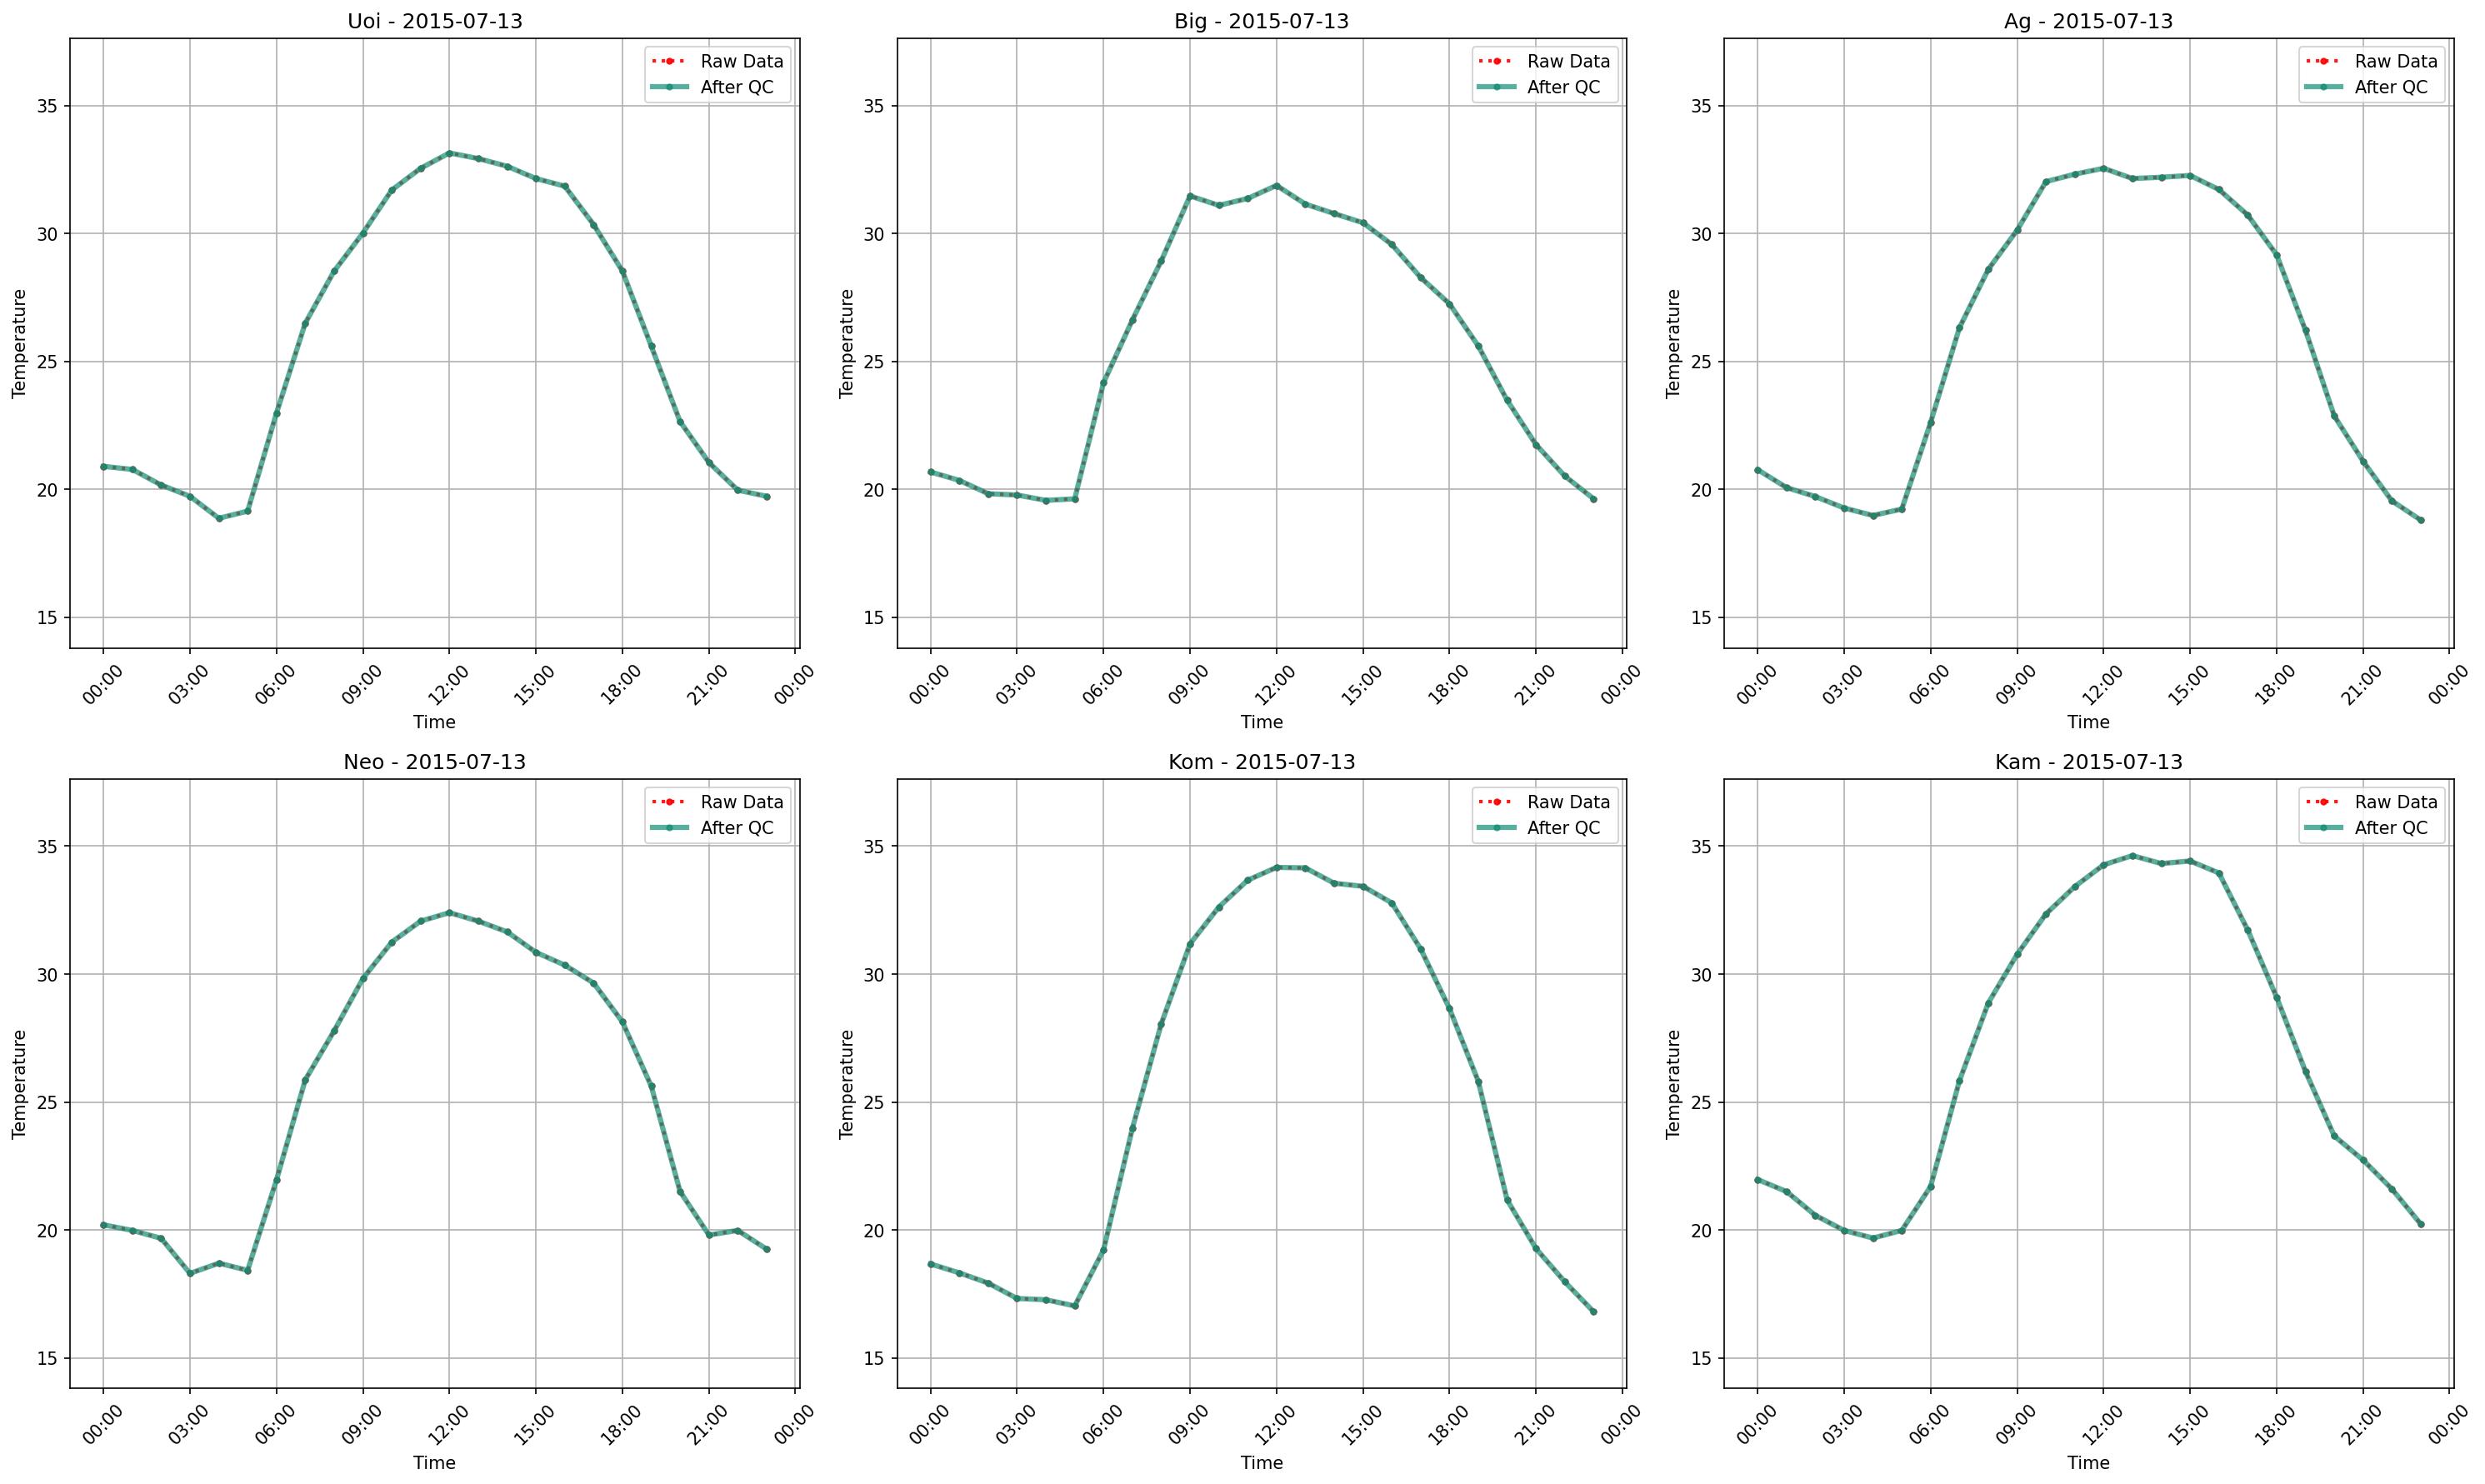 Uoi - 2015-07-13
Raw Data
After QC
Temperature
35
30
25
20
15
00:00
03:00
06:00
09:00
12:00
15:00
18:00
21:00
00:00
Time
Big - 2015-07-13
Raw Data
After QC
Temperature
35
30
25
20
15
00:00
03:00
06:00
09:00
12:00
15:00
18:00
21:00
00:00
Time
Ag - 2015-07-13
Raw Data
After QC
Temperature
35
30
25
20
15
00:00
03:00
06:00
09:00
12:00
15:00
18:00
21:00
00:00
Time
Neo - 2015-07-13
Raw Data
After QC
Temperature
35
30
25
20
15
00:00
03:00
06:00
09:00
12:00
15:00
18:00
21:00
00:00
Time
Kom - 2015-07-13
Raw Data
After QC
Temperature
35
30
25
20
15
00:00
03:00
06:00
09:00
12:00
15:00
18:00
21:00
00:00
Time
Kam - 2015-07-13
Raw Data
After QC
Temperature
35
30
25
20
15
00:00
03:00
06:00
09:00
12:00
15:00
18:00
21:00
00:00
Time